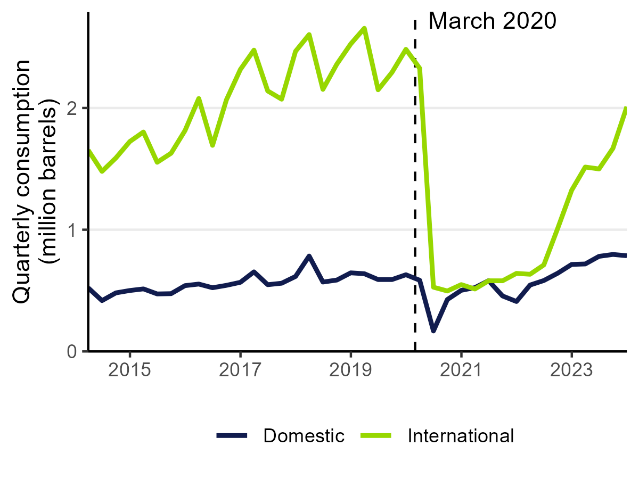 March 2020
Quarterly consumption
(million barrels)
2
1
0
2015 2017 2019 2021 2023
Domestic International